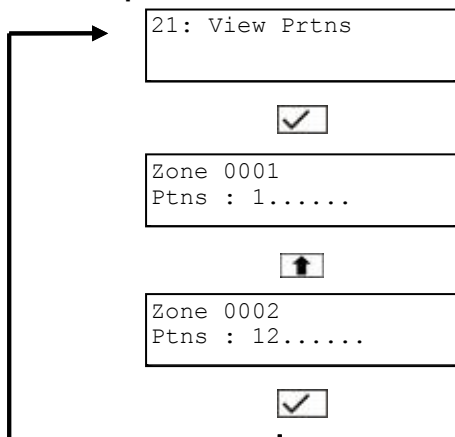 21: View Prtns
Zone 0001
Ptns : 1......
Zone 0002
Ptns : 12......